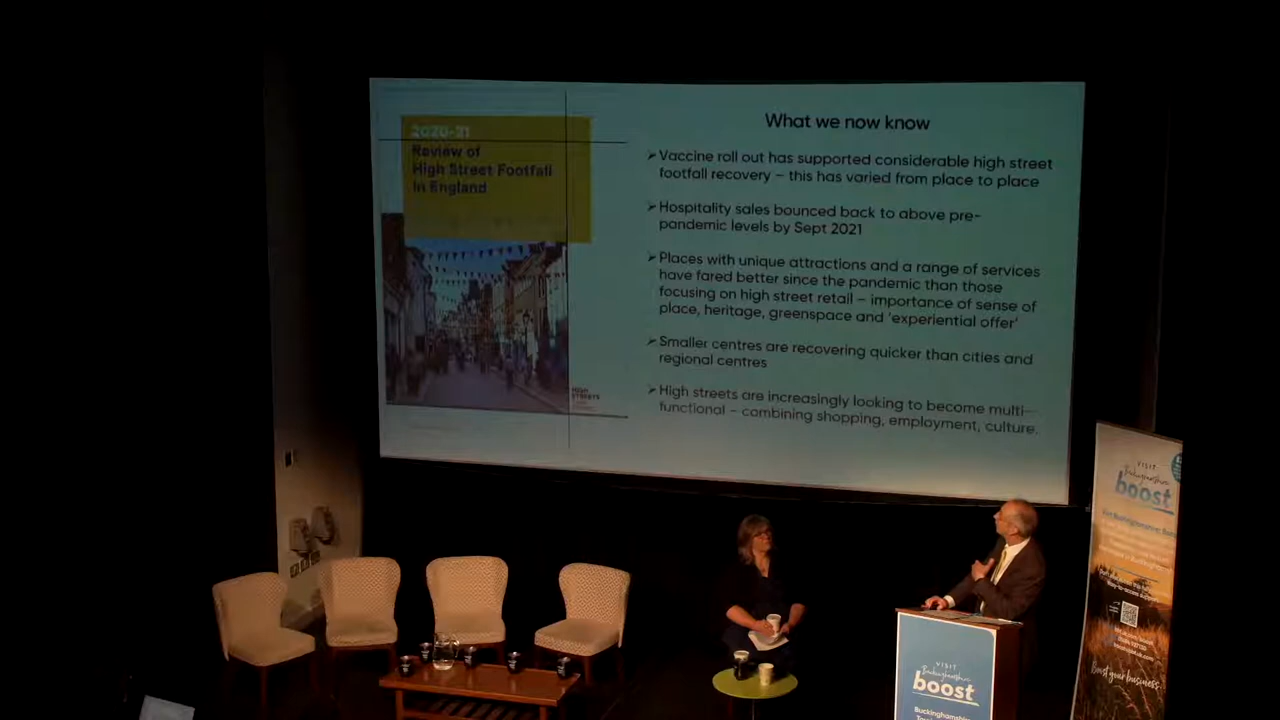 2020-21
Review of
High Street Footfall
in England
HIGH
STREETS
What we now know
➢Vaccine roll out has supported considerable high street
footfall recovery – this has varied from place to place
➢Hospitality sales bounced back to above pre-
pandemic levels by Sept 2021
➢Places with unique attractions and a range of services
have fared better since the pandemic than those
focusing on high street retail – importance of sense of
place, heritage, greenspace and 'experiential offer'
➢Smaller centres are recovering quicker than cities and
regional centres
➢High streets are increasingly looking to become multi-
functional – combining shopping, employment, culture.
VISIT
Buckinghamshire
boost
Boost your business.
VISIT
Buckinghamshire
boost
Buckinghamshire